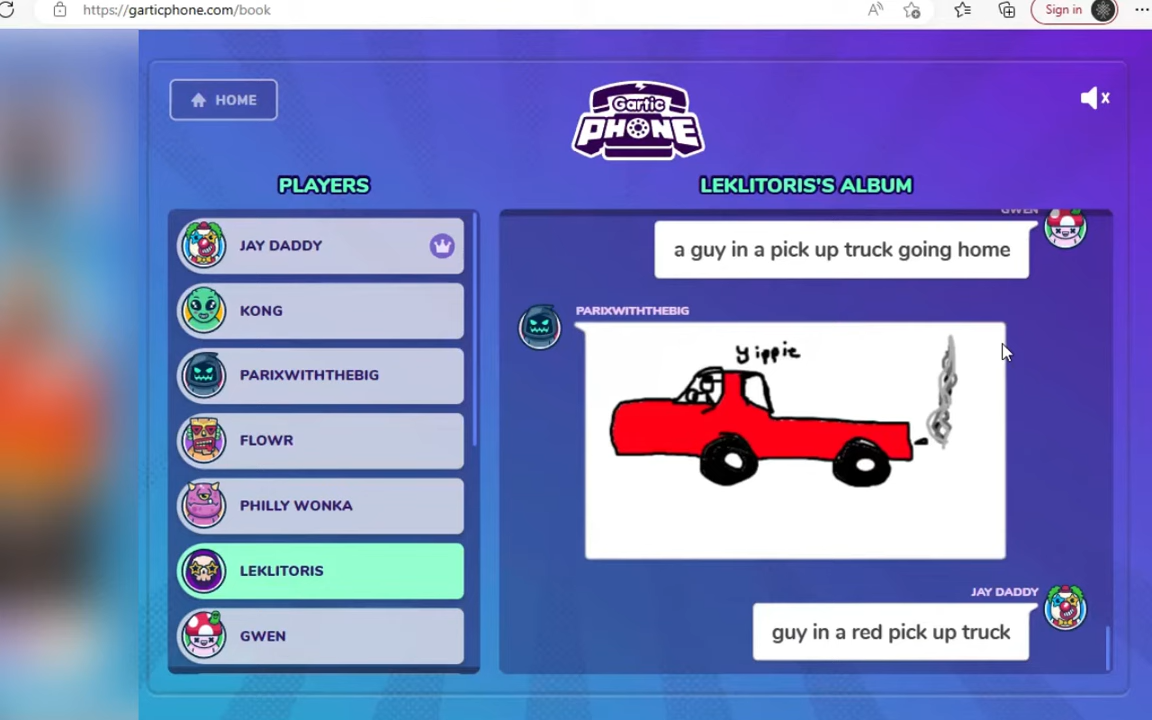 https://garticphone.com/book
Sign in
HOME
Gartic
PHONE
PLAYERS
LEKLITORIS'S ALBUM
JAY DADDY
KONG
PARIXWITHTHEBIG
FLOWR
PHILLY WONKA
LEKLITORIS
GWEN
GWEN
a guy in a pick up truck going home
PARIXWITHTHEBIG
yippie
JAY DADDY
guy in a red pick up truck